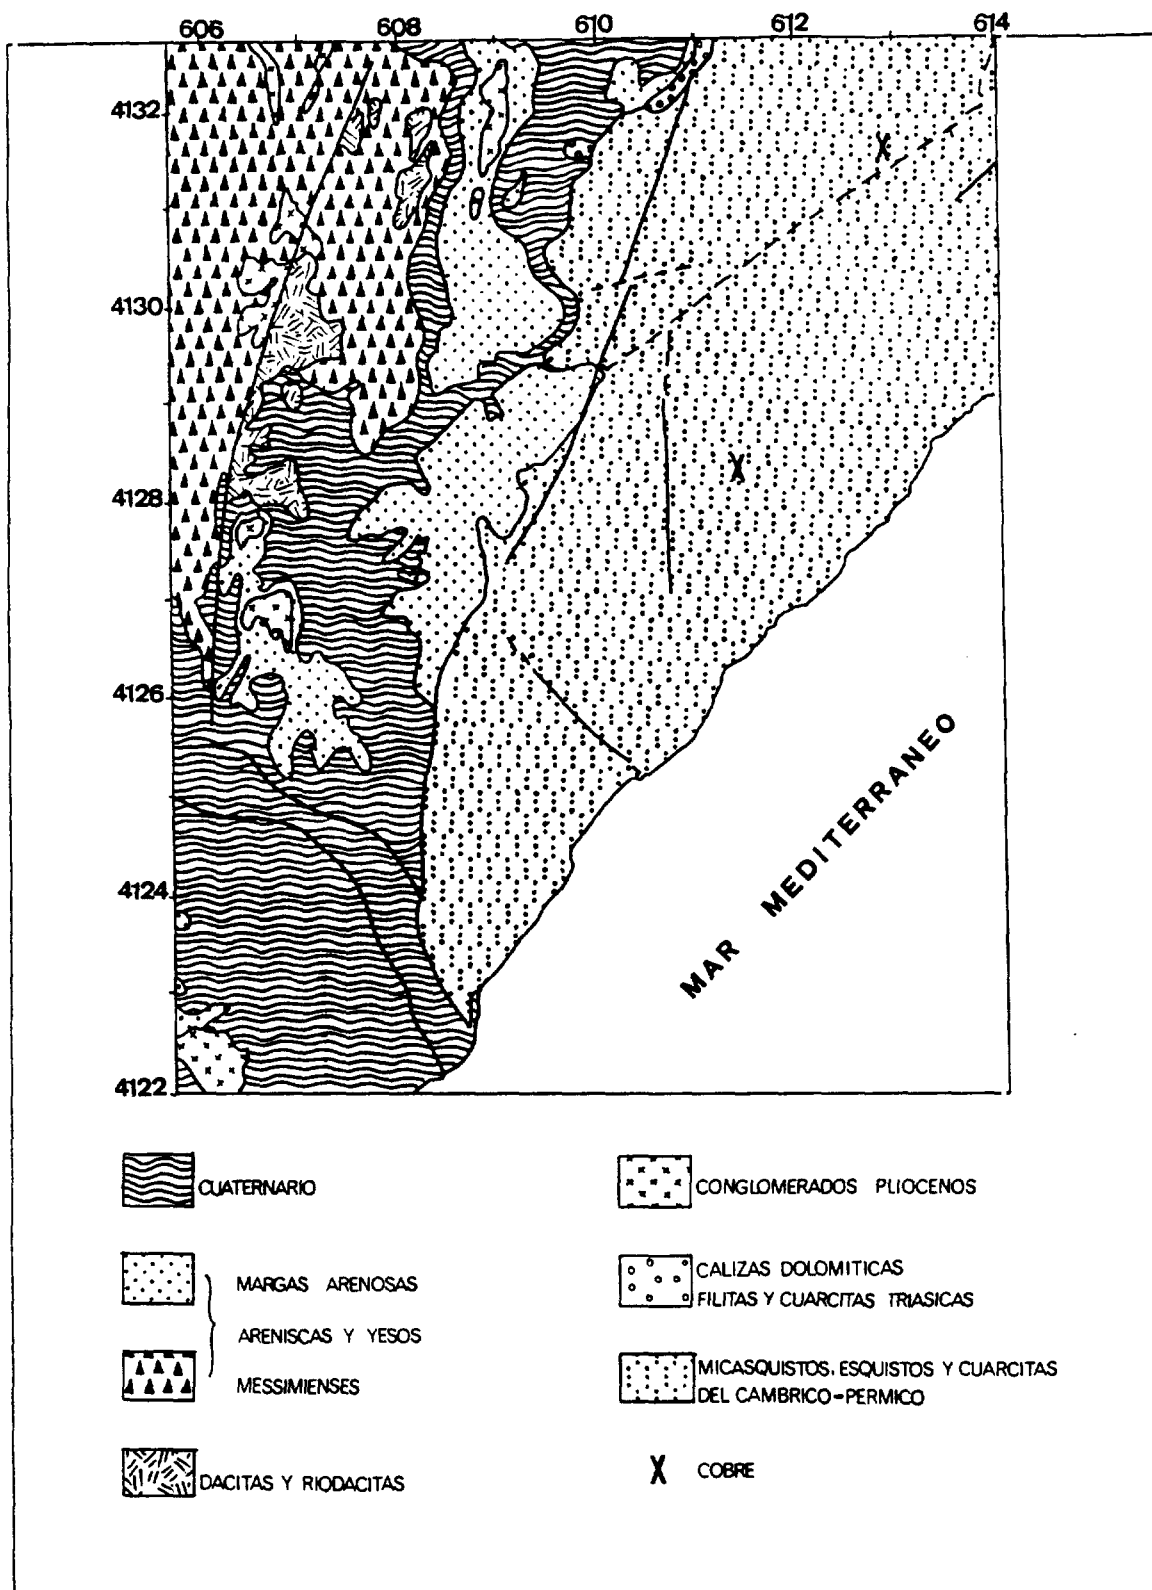 606 608 610 612 614
4132
4130
4128
4126
4124
4122
MAR MEDITERRANEO
CUATERNARIO
MARGAS ARENOSAS
ARENISCAS Y YESOS
MESSIMIENSES
DACITAS Y RIODACITAS
CONGLOMERADOS PLIOCENOS
CALIZAS DOLOMITICAS
FILITAS Y CUARCITAS TRIASICAS
MICASQUISTOS, ESQUISTOS Y CUARCITAS
DEL CAMBRICO-PERMICO
X COBRE